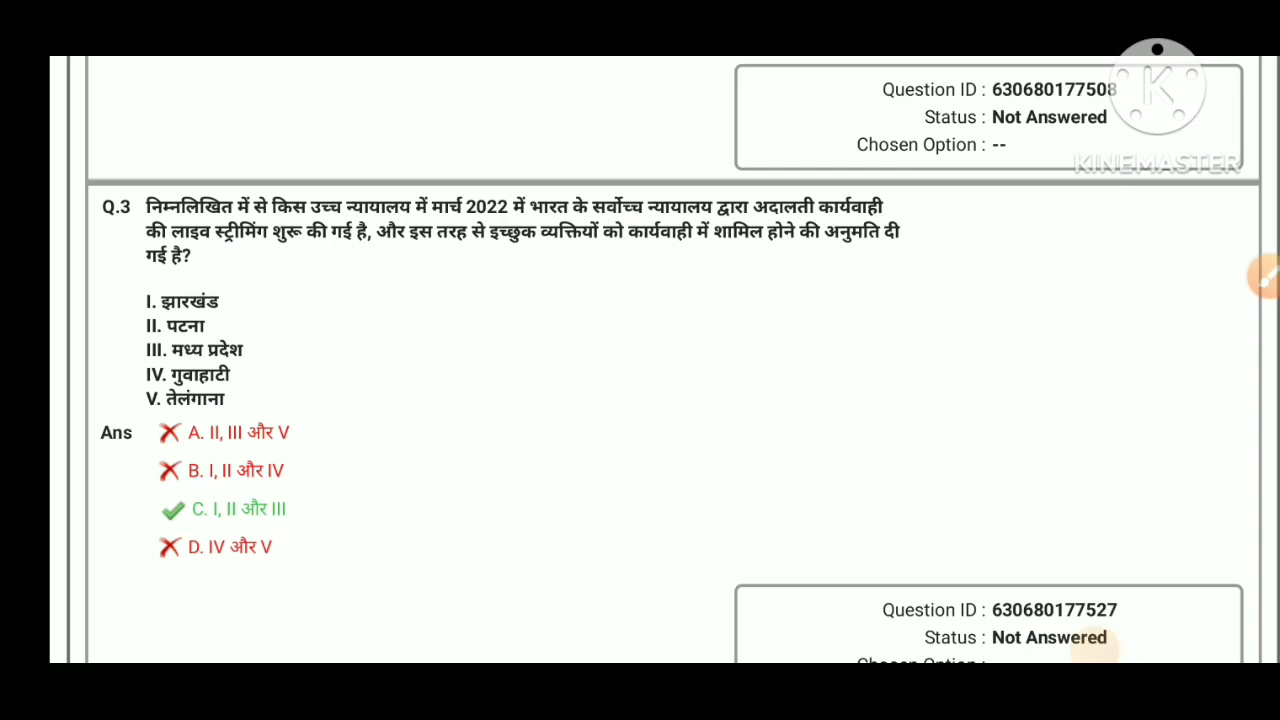 Question ID : 630680177508
Status : Not Answered
Chosen Option : --
KINEMASTER
Q.3 निम्नलिखित में से किस उच्च न्यायालय में मार्च 2022 में भारत के सर्वोच्च न्यायालय द्वारा अदालती कार्यवाही
की लाइव स्ट्रीमिंग शुरू की गई है, और इस तरह से इच्छुक व्यक्तियों को कार्यवाही में शामिल होने की अनुमति दी
गई है?
I. झारखंड
II. पटना
III. मध्य प्रदेश
IV. गुवाहाटी
V. तेलंगाना
Ans A. II, III और V
B. I, II और IV
C. I, II और III
D. IV और V
Question ID : 630680177527
Status : Not Answered
Chosen Option :